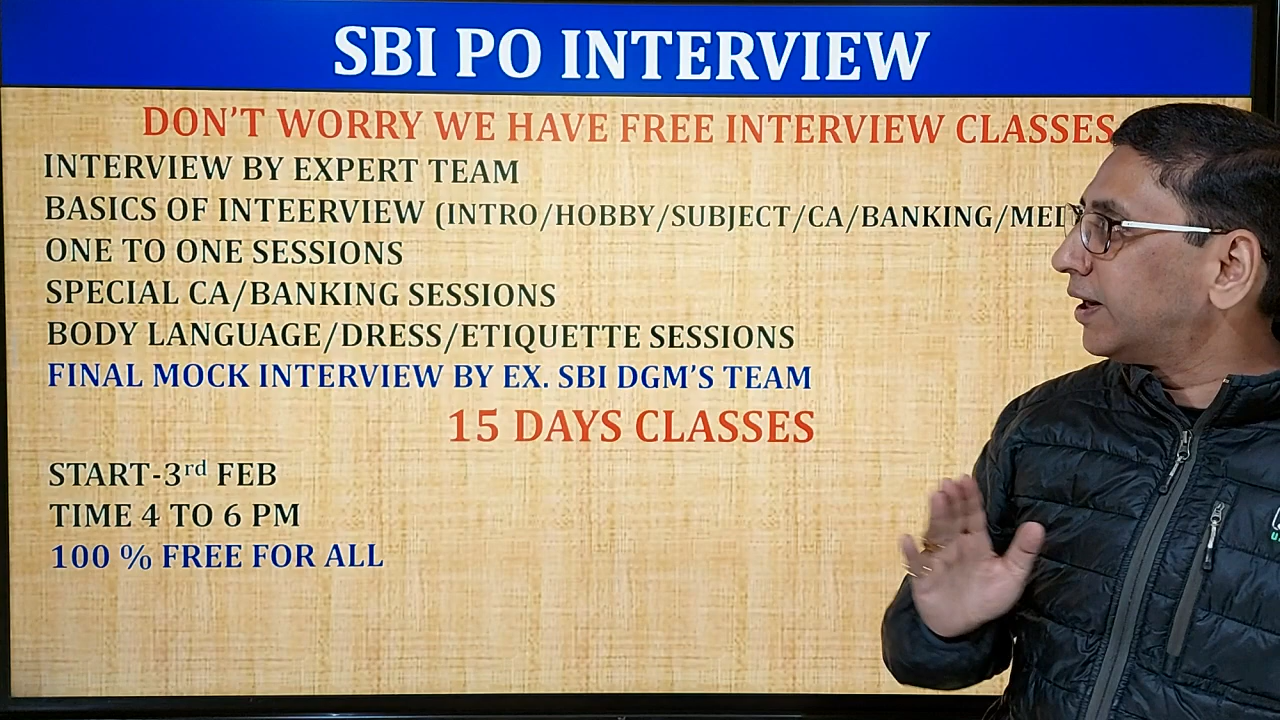 SBI PO INTERVIEW
DON'T WORRY WE HAVE FREE INTERVIEW CLASSES
INTERVIEW BY EXPERT TEAM
BASICS OF INTEERVIEW (INTRO/HOBBY/SUBJECT/CA/BANKING/
ONE TO ONE SESSIONS
SPECIAL CA/BANKING SESSIONS
BODY LANGUAGE/DRESS/ETIQUETTE SESSIONS
FINAL MOCK INTERVIEW BY EX. SBI DGM'S TEAM
15 DAYS CLASSES
START-3rd FEB
TIME 4 TO 6 PM
100 % FREE FOR ALL